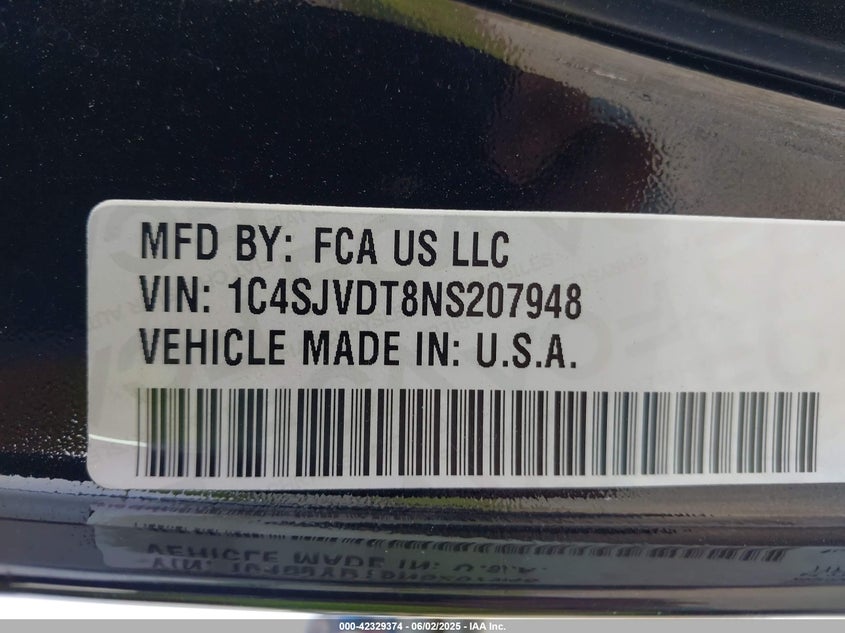 MFD BY: FCA US LLC
VIN: 1C4SJVDT8NS207948
VEHICLE MADE IN: U.S.A.
000-42329374 - 06/02/2025 - IAA Inc.